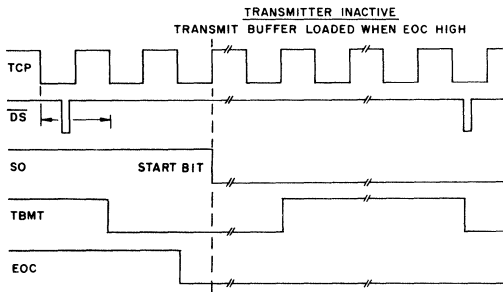 TRANSMITTER INACTIVE
TRANSMIT BUFFER LOADED WHEN EOC HIGH
TCP
DS
SO
START BIT
TBMT
EOC